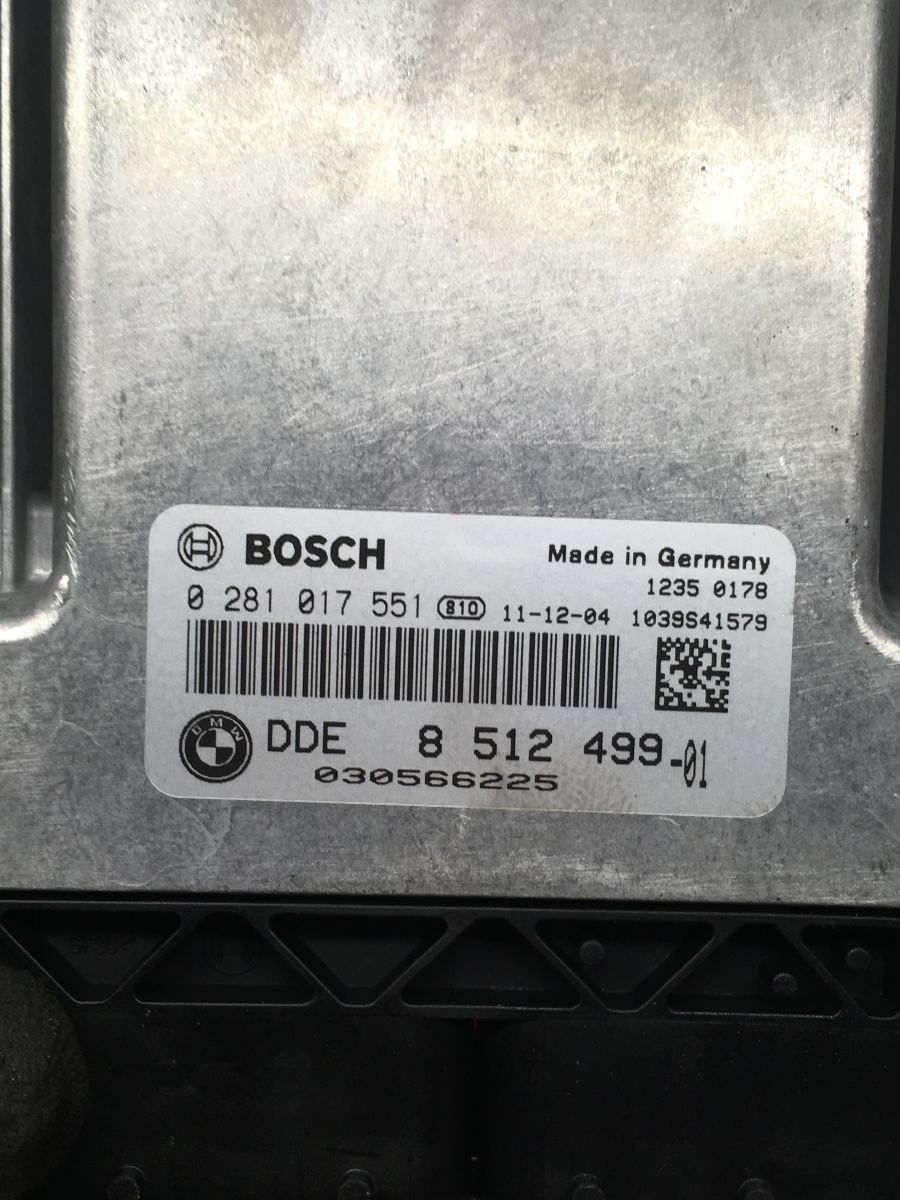 BOSCH
Made in Germany
1235 0178
0 281 017 551 810 11-12-04 1039S41579
BMW DDE 8 512 499-01
030566225